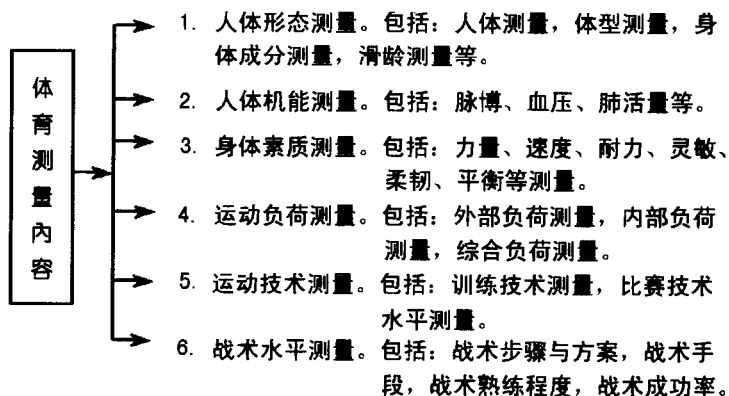 体育测量内容
1. 人体形态测量。包括：人体测量，体型测量，身
体成分测量，滑龄测量等。
2. 人体机能测量。包括：脉博、血压、肺活量等。
3. 身体素质测量。包括：力量、速度、耐力、灵敏、
柔韧、平衡等测量。
4. 运动负荷测量。包括：外部负荷测量，内部负荷
测量，综合负荷测量。
5. 运动技术测量。包括：训练技术测量，比赛技术
水平测量。
6. 战术水平测量。包括：战术步骤与方案，战术手
段，战术熟练程度，战术成功率。